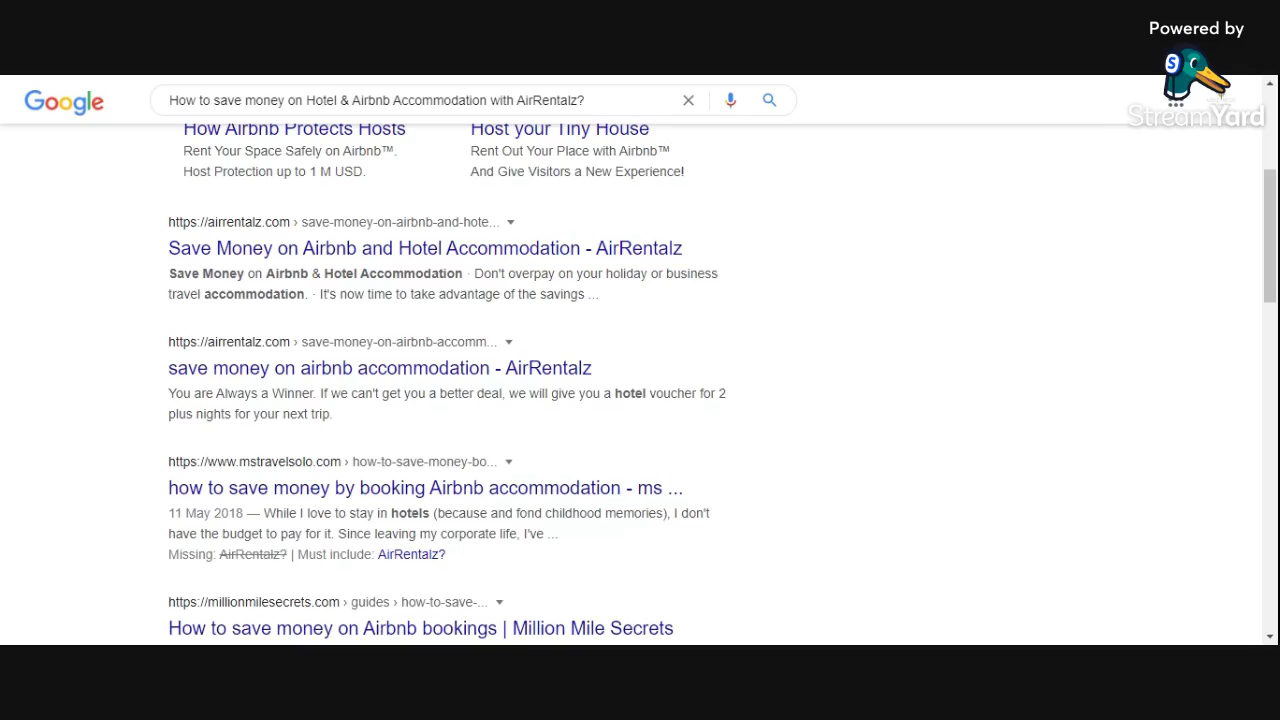 Powered by
StreamYard
Google
How to save money on Hotel & Airbnb Accommodation with AirRentalz?
How Airbnb Protects Hosts
Rent Your Space Safely on Airbnb™.
Host Protection up to 1 M USD.
Host your Tiny House
Rent Out Your Place with Airbnb™
And Give Visitors a New Experience!
https://airrentalz.com › save-money-on-airbnb-and-hote...
Save Money on Airbnb and Hotel Accommodation - AirRentalz
Save Money on Airbnb & Hotel Accommodation · Don't overpay on your holiday or business
travel accommodation. · It's now time to take advantage of the savings ...
https://airrentalz.com › save-money-on-airbnb-accomm...
save money on airbnb accommodation - AirRentalz
You are Always a Winner. If we can't get you a better deal, we will give you a hotel voucher for 2
plus nights for your next trip.
https://www.mstravelsolo.com › how-to-save-money-bo...
how to save money by booking Airbnb accommodation - ms ...
11 May 2018 — While I love to stay in hotels (because and fond childhood memories), I don't
have the budget to pay for it. Since leaving my corporate life, I've ...
Missing: AirRentalz? | Must include: AirRentalz?
https://millionmilesecrets.com › guides › how-to-save-...
How to save money on Airbnb bookings | Million Mile Secrets